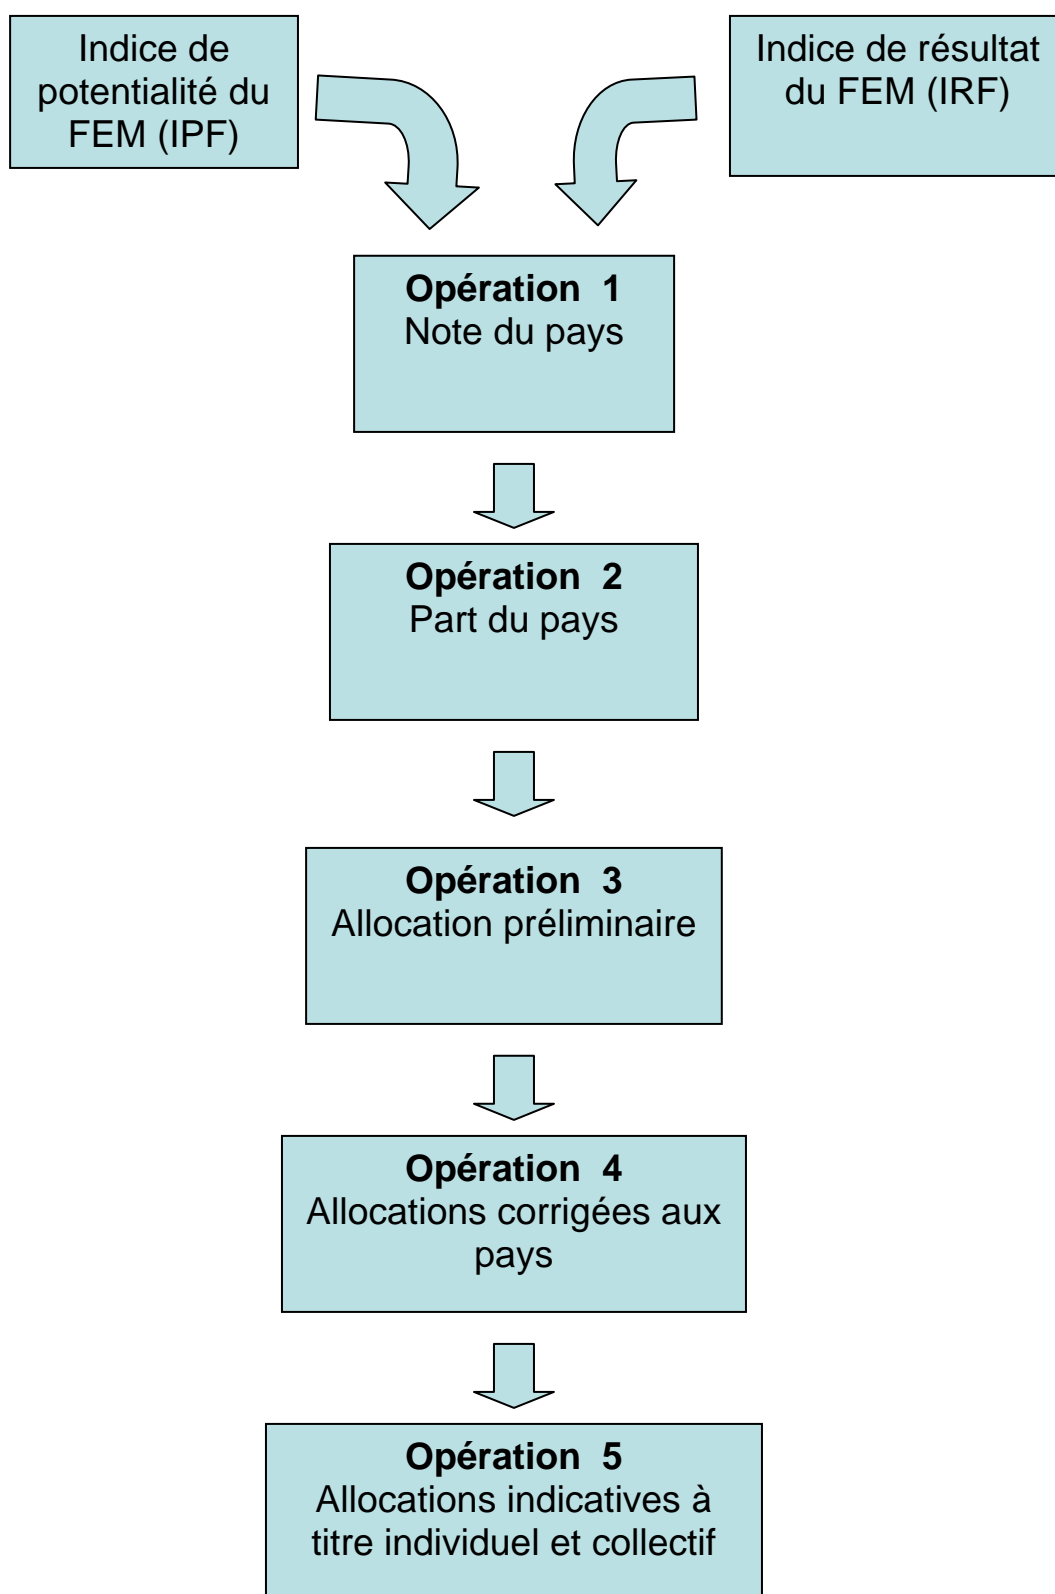 Indice de
potentialité du
FEM (IPF)
Indice de résultat
du FEM (IRF)
Opération  1
Note du pays
Opération  2
Part du pays
Opération  3
Allocation préliminaire
Opération  4
Allocations corrigées aux
pays
Opération  5
Allocations indicatives à
titre individuel et collectif